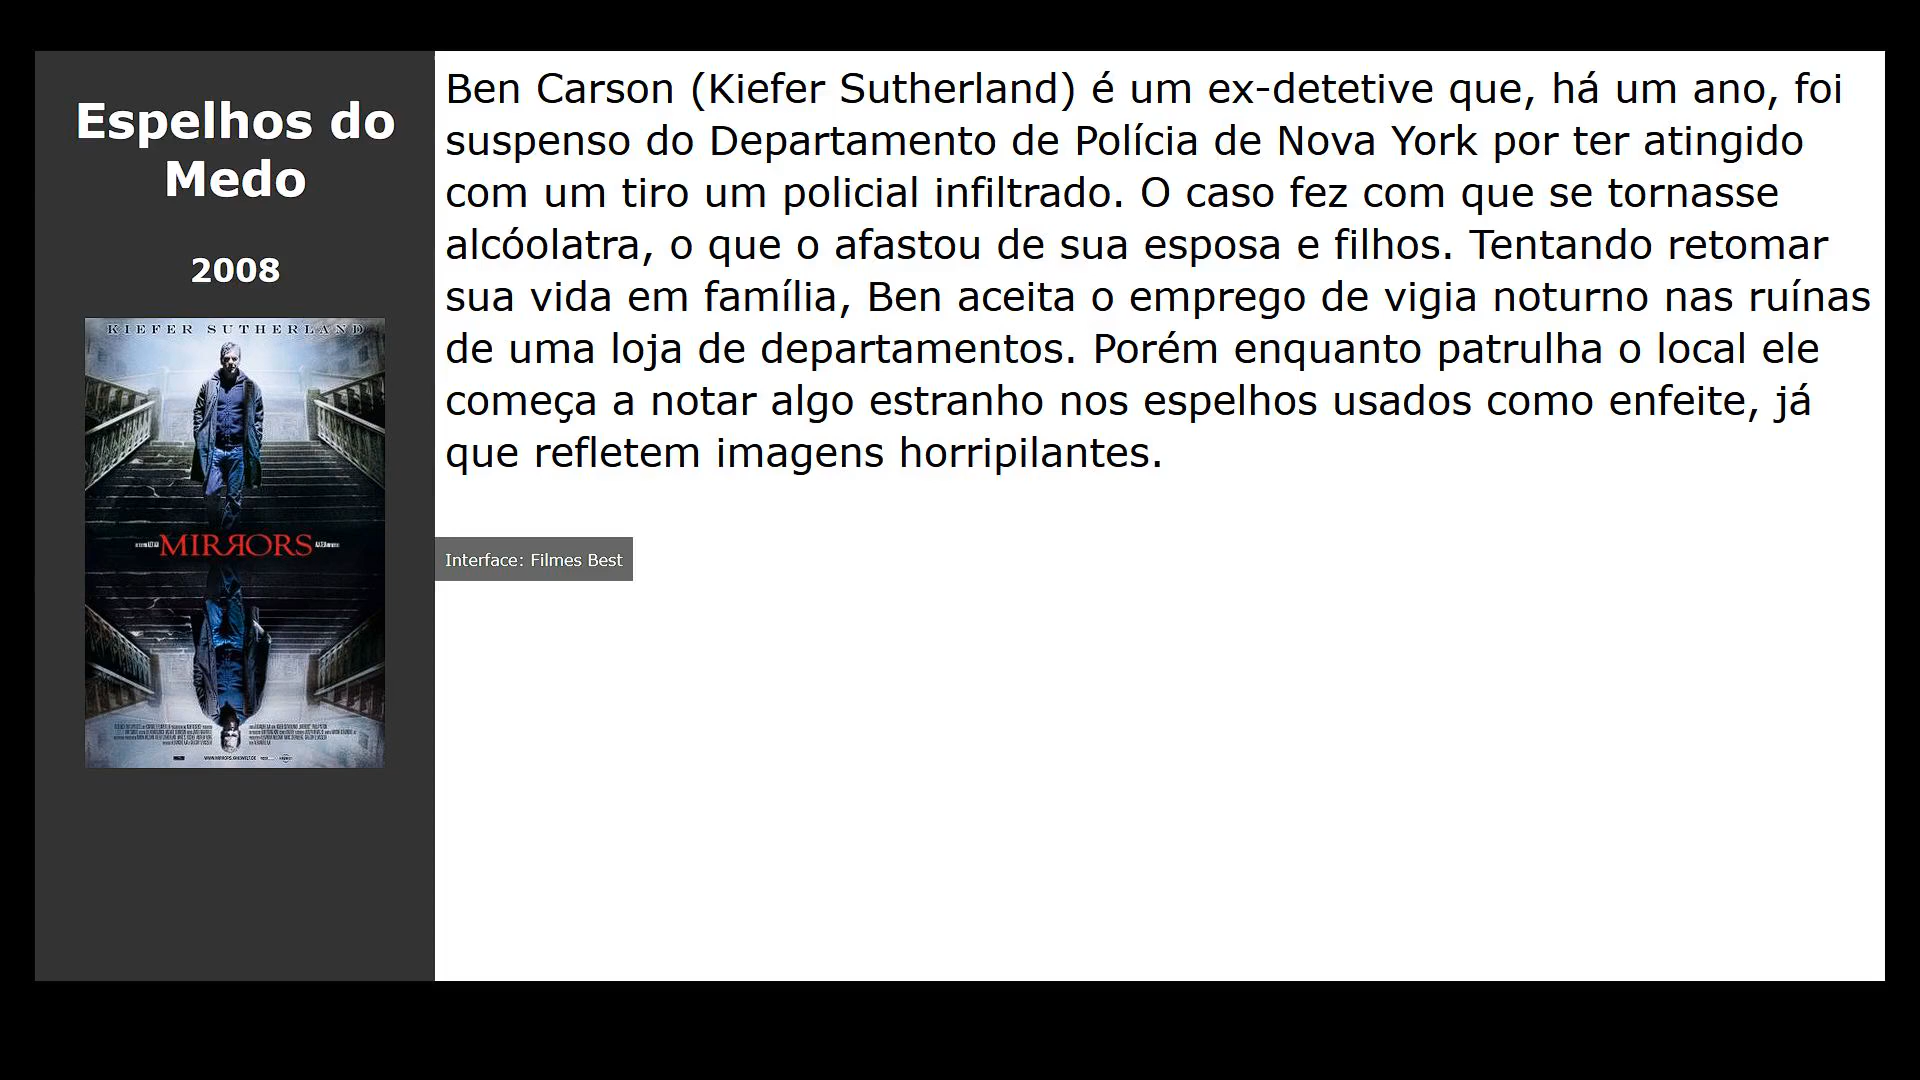 Espelhos do
Medo
2008
KIEFER SUTHERLAND
MIRRORS
Ben Carson (Kiefer Sutherland) é um ex-detetive que, há um ano, foi
suspenso do Departamento de Polícia de Nova York por ter atingido
com um tiro um policial infiltrado. O caso fez com que se tornasse
alcóolatra, o que o afastou de sua esposa e filhos. Tentando retomar
sua vida em família, Ben aceita o emprego de vigia noturno nas ruínas
de uma loja de departamentos. Porém enquanto patrulha o local ele
começa a notar algo estranho nos espelhos usados como enfeite, já
que refletem imagens horripilantes.
Interface: Filmes Best